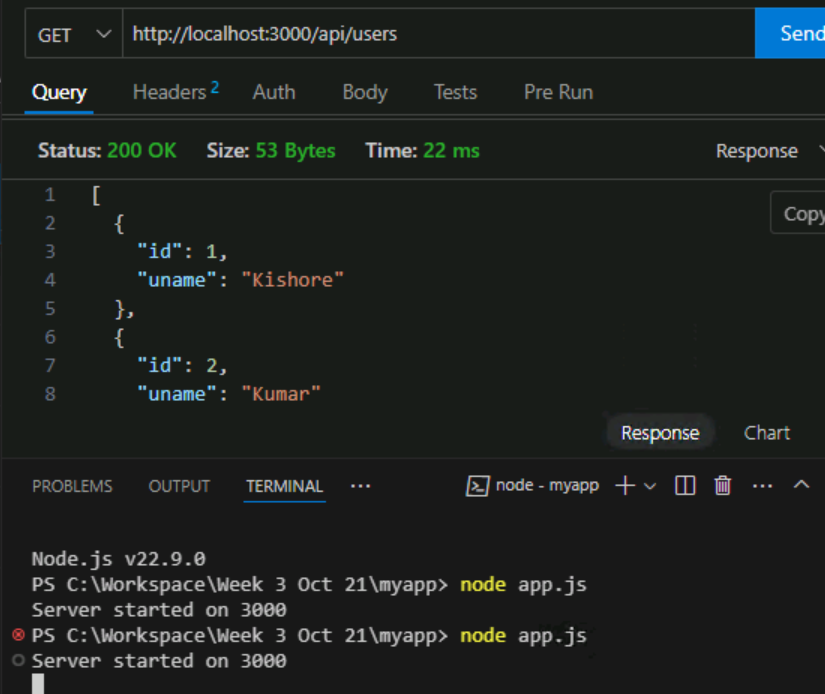 GET http://localhost:3000/api/users Send
Query Headers 2 Auth Body Tests Pre Run
Status: 200 OK Size: 53 Bytes Time: 22 ms Response
1 [
Copy
2 {
3 "id": 1,
4 "uname": "Kishore"
5 },
6 {
7 "id": 2,
8 "uname": "Kumar"
Response Chart
PROBLEMS OUTPUT TERMINAL ... node - myapp
Node.js v22.9.0
PS C:\Workspace\Week 3 Oct 21\myapp> node app.js
Server started on 3000
PS C:\Workspace\Week 3 Oct 21\myapp> node app.js
Server started on 3000